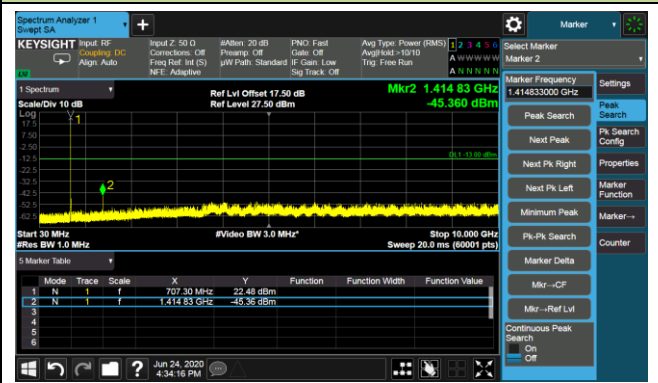 Spectrum Analyzer 1
Swept SA
+
Marker
KEYSIGHT
Input: RF
Coupling: DC
Align: Auto
Input Z: 50 Ω
Corrections: Off
Freq Ref: Int (S)
NFE: Adaptive
#Atten: 20 dB
Preamp: Off
µW Path: Standard
PNO: Fast
Gate: Off
IF Gain: Low
Sig Track: Off
Avg Type: Power (RMS)
Avg|Hold:>10/10
Trig: Free Run
1 2 3 4 5 6
A W W W W W
A N N N N N
LXI
Select Marker
Marker 2
1 Spectrum
Scale/Div 10 dB
Log
Ref Lvl Offset 17.50 dB
Ref Level 27.50 dBm
Mkr2 1.414 83 GHz
-45.360 dBm
17.5
7.50
-2.50
-12.5
-22.5
-32.5
-42.5
-52.5
-62.5
1
2
DL1 -13.00 dBm
Start 30 MHz
#Res BW 1.0 MHz
#Video BW 3.0 MHz*
Stop 10.000 GHz
Sweep 20.0 ms (60001 pts)
5 Marker Table
Mode Trace Scale X Y Function Function Width Function Value
1 N 1 f 707.30 MHz 22.48 dBm
2 N 1 f 1.414 83 GHz -45.36 dBm
3
4
5
6
Marker Frequency
1.414833000 GHz
Peak Search
Next Peak
Next Pk Right
Next Pk Left
Minimum Peak
Pk-Pk Search
Marker Delta
Mkr→CF
Mkr→Ref Lvl
Continuous Peak
Search
On
Off
Settings
Peak
Search
Pk Search
Config
Properties
Marker
Function
Marker→
Counter
?
Jun 24, 2020
4:34:16 PM